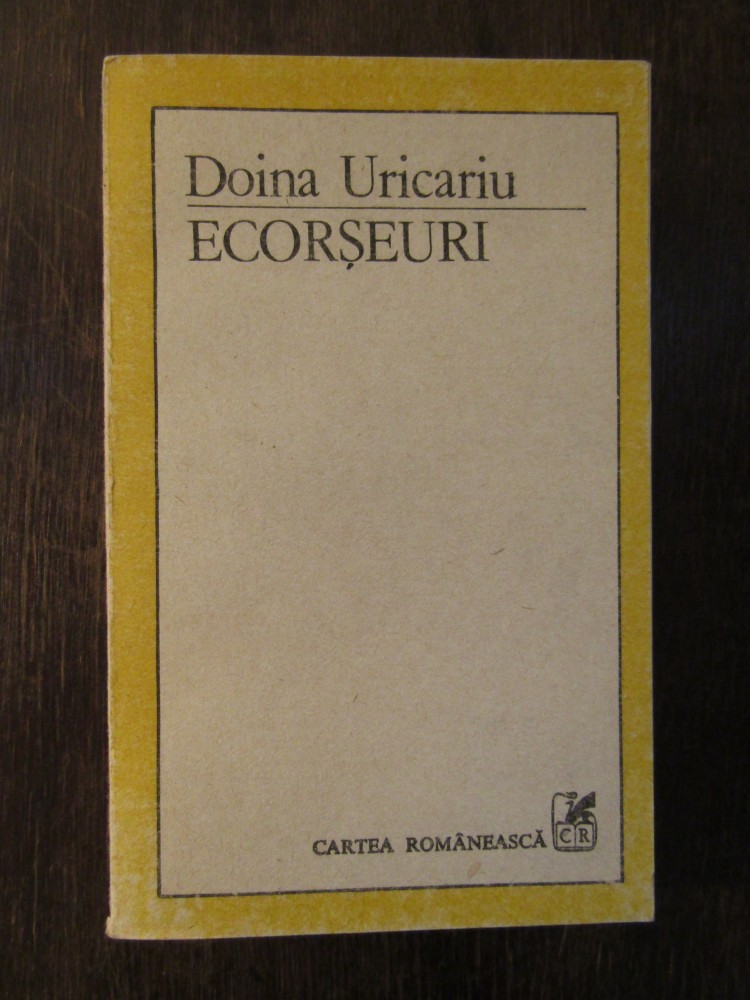 Doina Uricariu
ECORȘEURI
CARTEA ROMÂNEASCĂ
CR